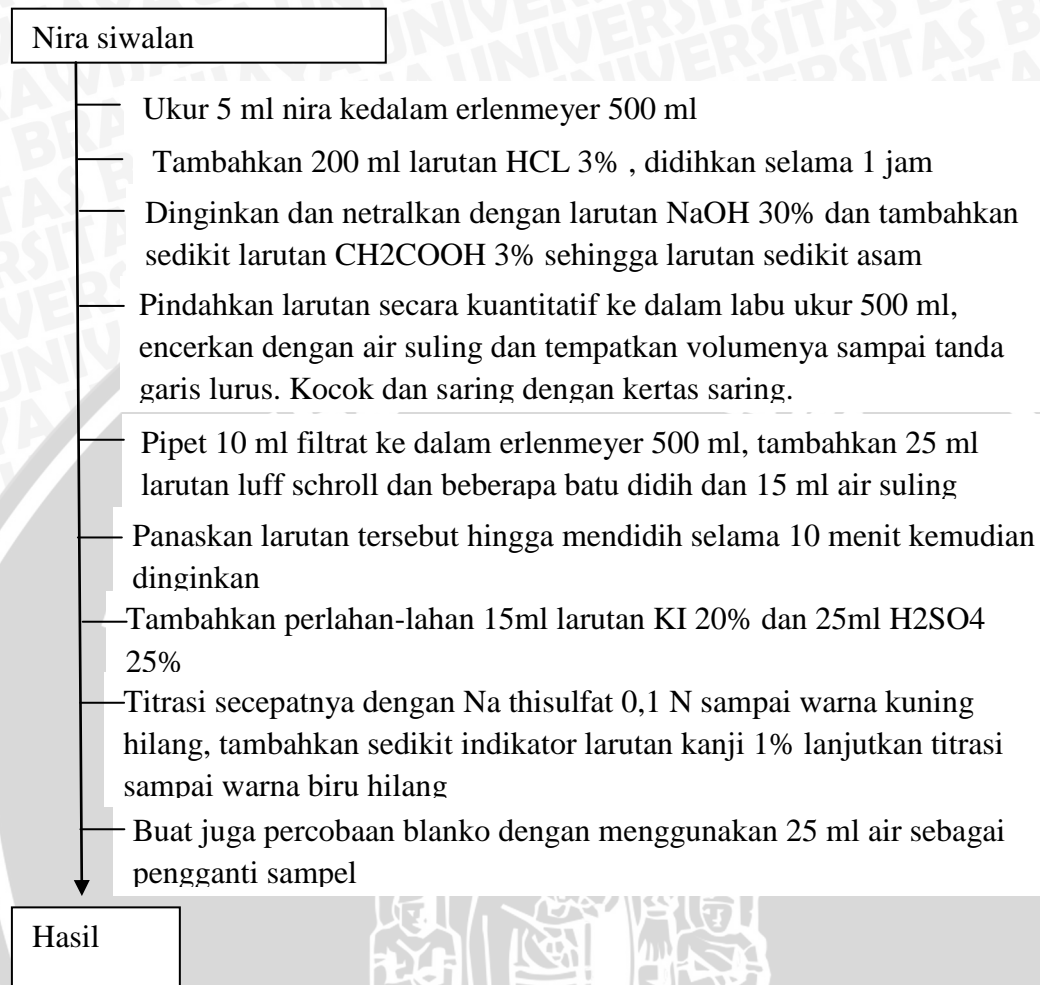 Nira siwalan
Ukur 5 ml nira kedalam erlenmeyer 500 ml
Tambahkan 200 ml larutan HCL 3% , didihkan selama 1 jam
Dinginkan dan netralkan dengan larutan NaOH 30% dan tambahkan
sedikit larutan CH2COOH 3% sehingga larutan sedikit asam
Pindahkan larutan secara kuantitatif ke dalam labu ukur 500 ml,
encerkan dengan air suling dan tempatkan volumenya sampai tanda
garis lurus. Kocok dan saring dengan kertas saring.
Pipet 10 ml filtrat ke dalam erlenmeyer 500 ml, tambahkan 25 ml
larutan luff schroll dan beberapa batu didih dan 15 ml air suling
Panaskan larutan tersebut hingga mendidih selama 10 menit kemudian
dinginkan
Tambahkan perlahan-lahan 15ml larutan KI 20% dan 25ml H2SO4
25%
Titrasi secepatnya dengan Na thisulfat 0,1 N sampai warna kuning
hilang, tambahkan sedikit indikator larutan kanji 1% lanjutkan titrasi
sampai warna biru hilang
Buat juga percobaan blanko dengan menggunakan 25 ml air sebagai
pengganti sampel
Hasil